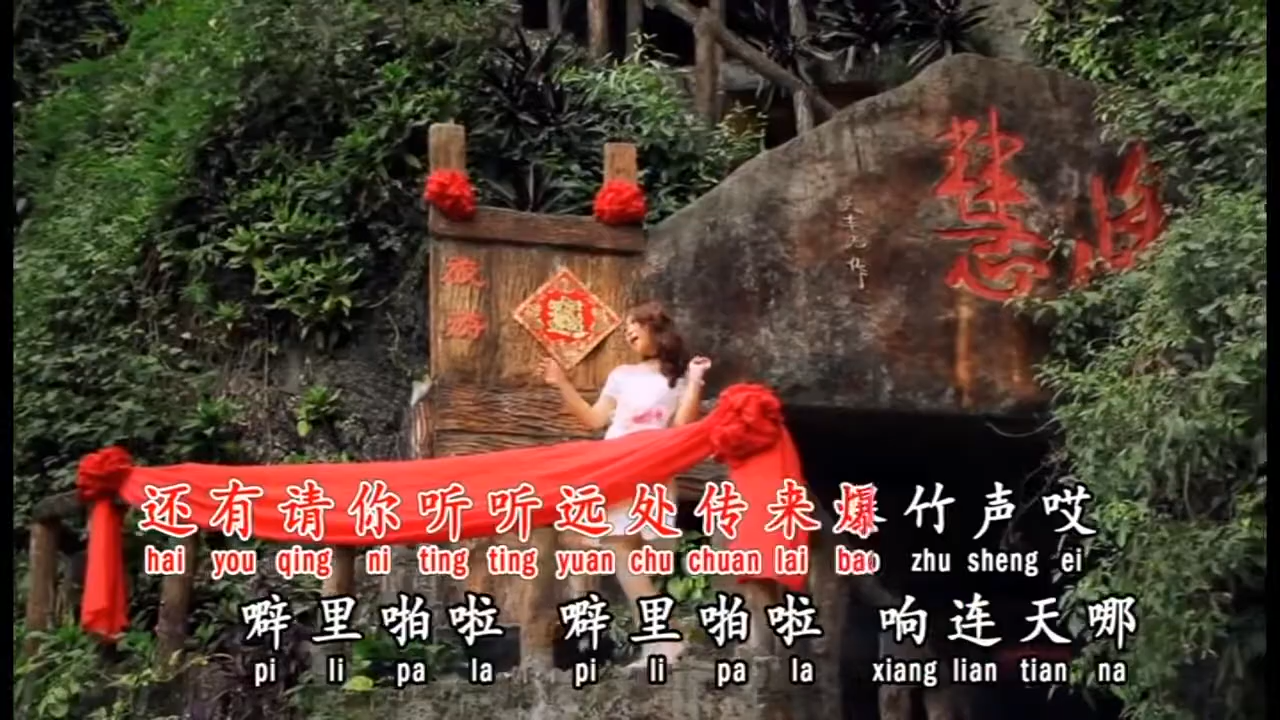 慧
还有请你听听远处传来爆竹声哎
hai you qing ni ting ting yuan chu chuan lai bao zhu sheng ei
噼里啪啦 噼里啪啦 响连天哪
pi li pa la pi li pa la xiang lian tian na